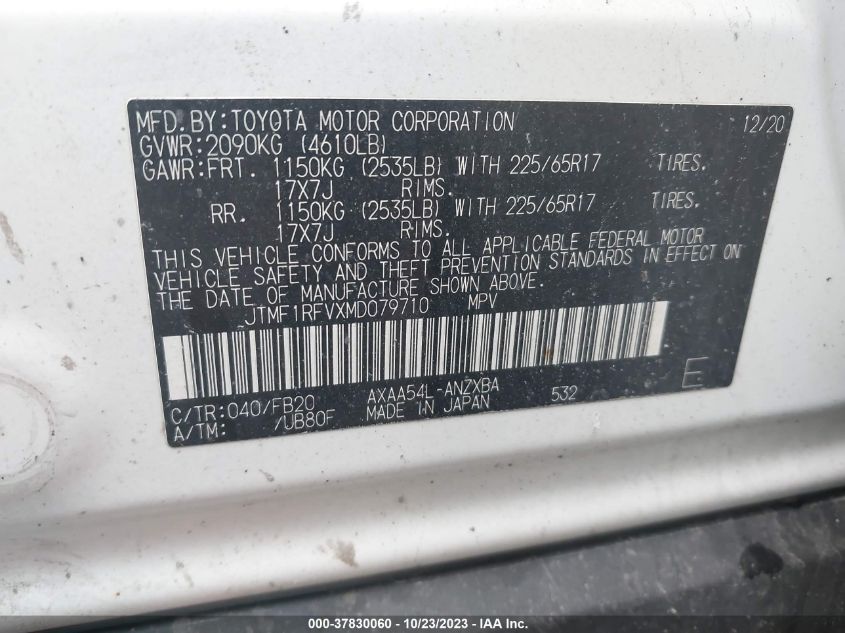 MFD.BY:TOYOTA MOTOR CORPORATION 12/20
GVWR:2090KG (4610LB)
GAWR:FRT. 1150KG (2535LB) WITH 225/65R17 TIRES.
17X7J RIMS.
RR. 1150KG (2535LB) WITH 225/65R17 TIRES.
17X7J RIMS.
THIS VEHICLE CONFORMS TO ALL APPLICABLE FEDERAL MOTOR
VEHICLE SAFETY AND THEFT PREVENTION STANDARDS IN EFFECT ON
THE DATE OF MANUFACTURE SHOWN ABOVE.
JTMF1RFVXMD079710 MPV
C/TR:040/FB20 AXAA54L-ANZXBA 532 E
A/TM: /UB80F MADE IN JAPAN
000-37830060 - 10/23/2023 - IAA Inc.